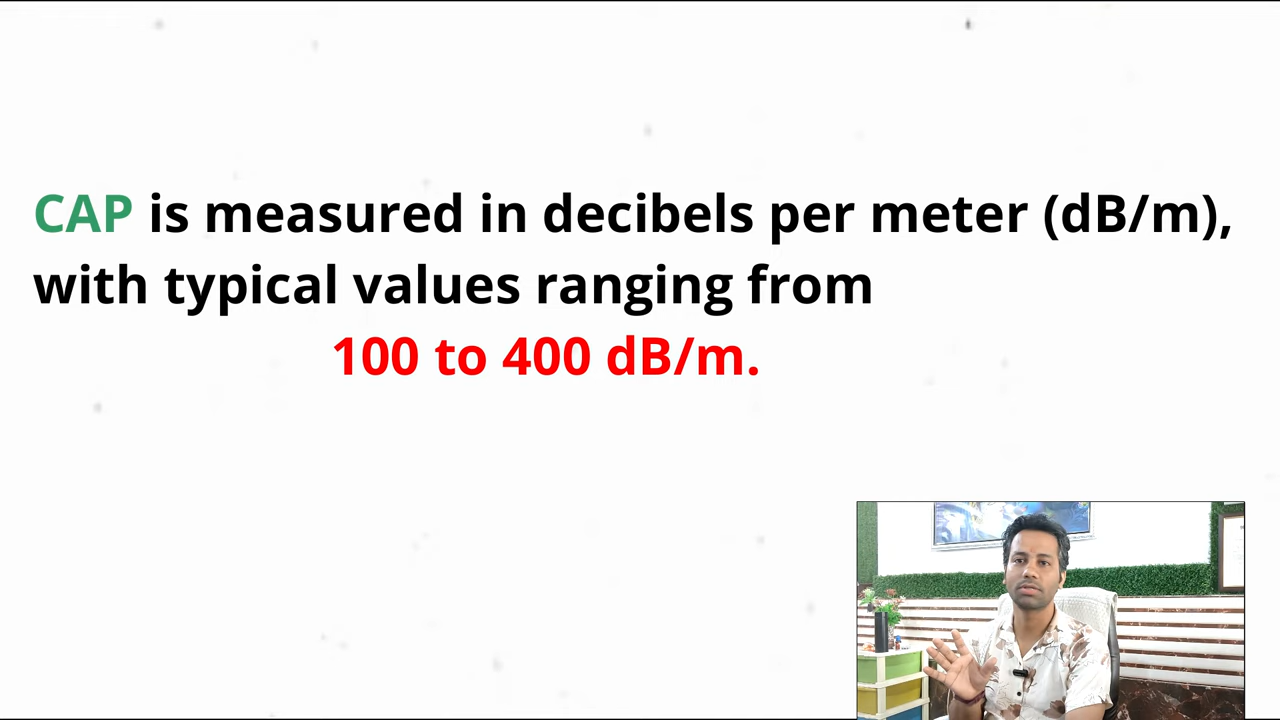 CAP is measured in decibels per meter (dB/m),
with typical values ranging from
100 to 400 dB/m.